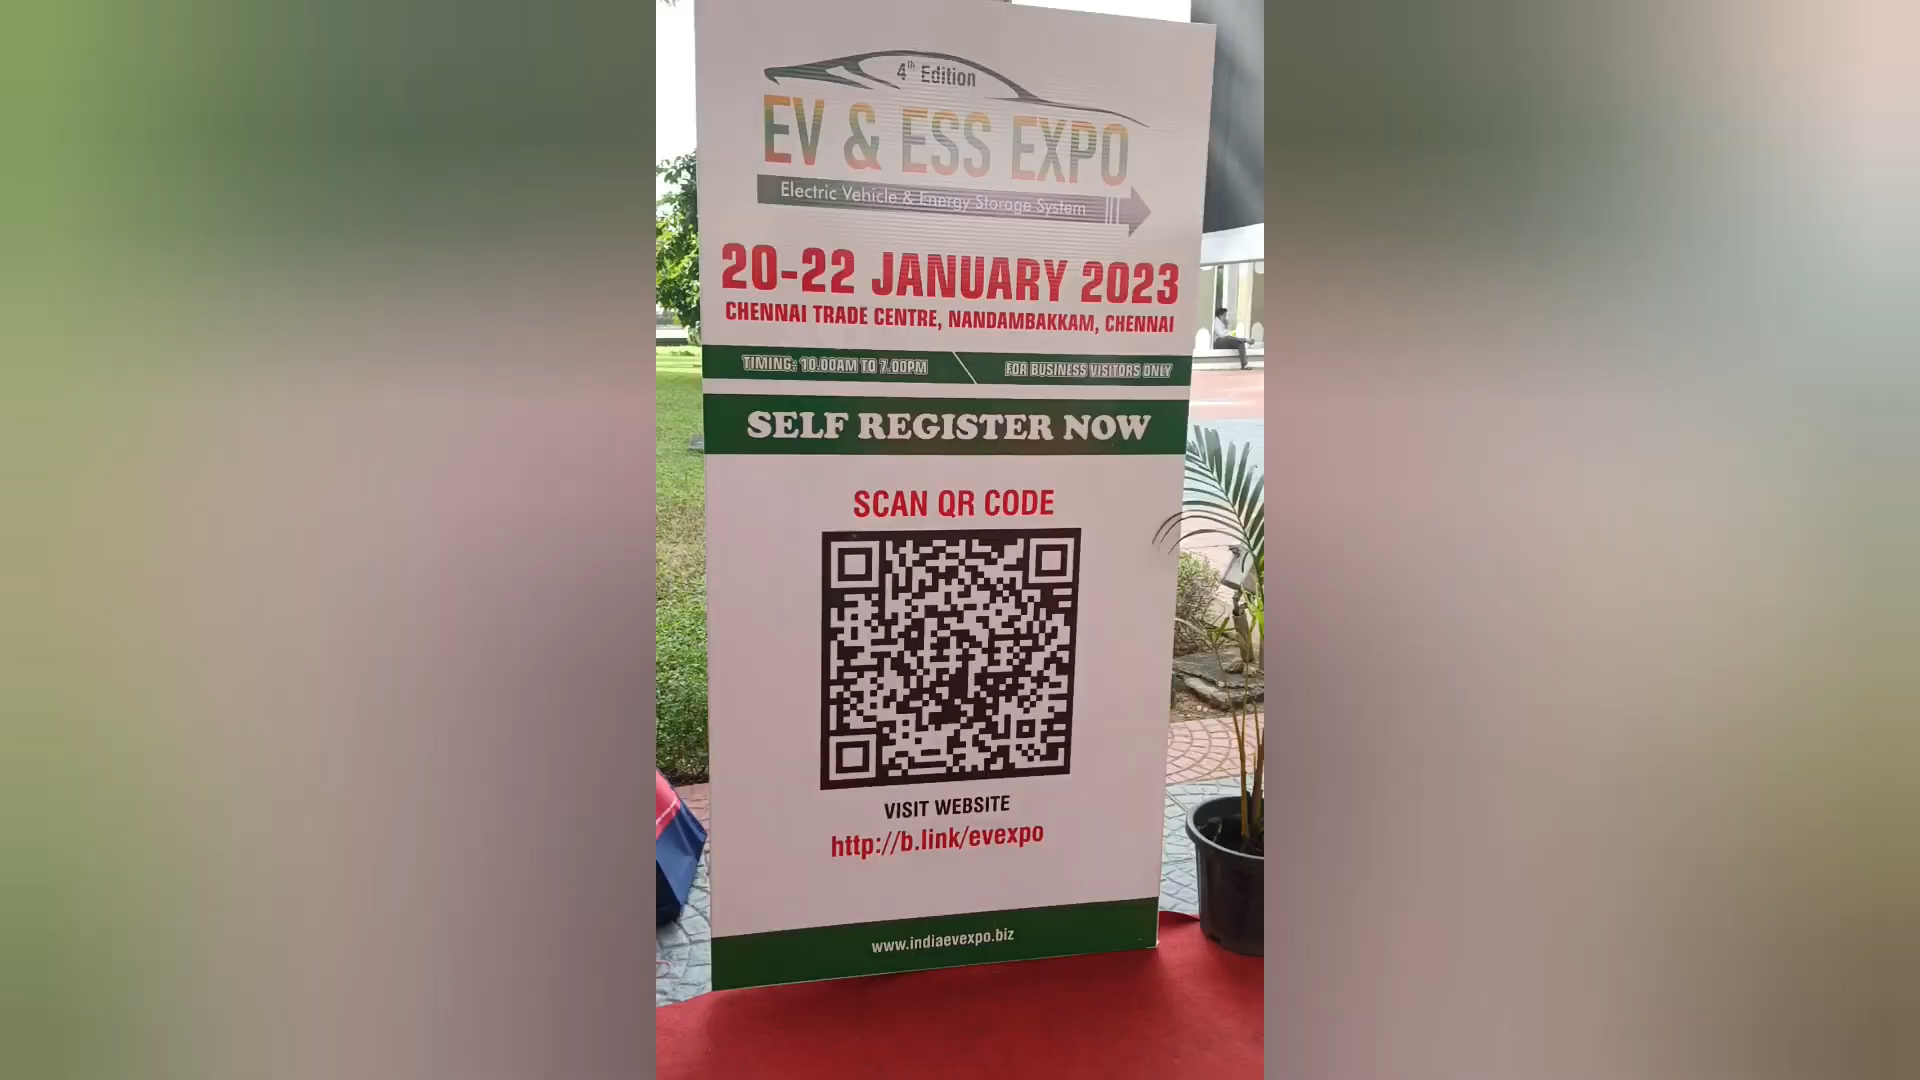 4th Edition
EV & ESS EXPO
Electric Vehicle & Energy Storage System
20-22 JANUARY 2023
CHENNAI TRADE CENTRE, NANDAMBAKKAM, CHENNAI
TIMING: 10.00AM TO 7.00PM
FOR BUSINESS VISITORS ONLY
SELF REGISTER NOW
SCAN QR CODE
VISIT WEBSITE
http://b.link/evexpo
www.indiaevexpo.biz